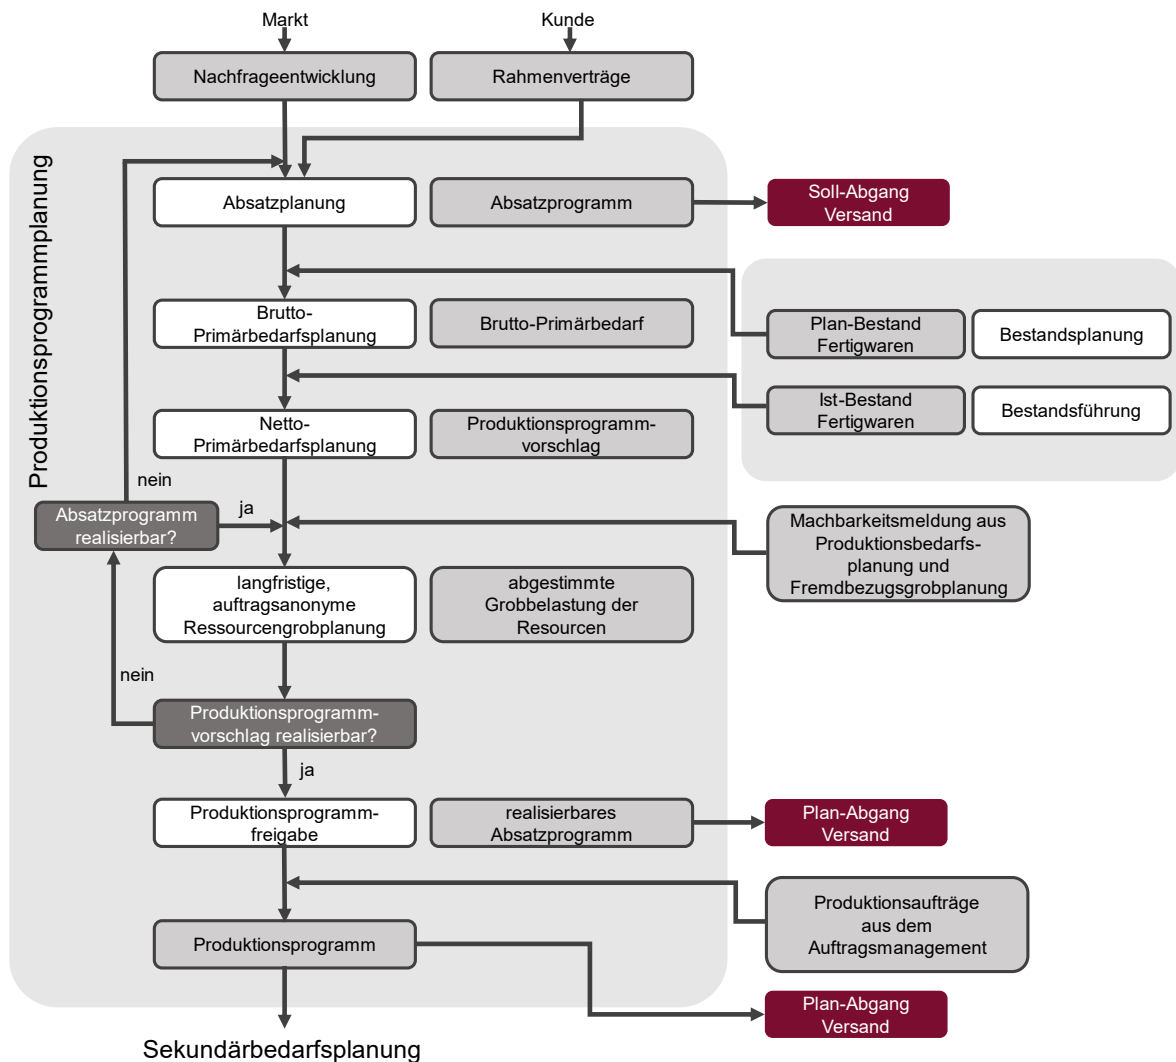 Markt
Kunde
Nachfrageentwicklung
Rahmenverträge
Produktionsprogrammplanung
Absatzplanung
Absatzprogramm
Soll-Abgang
Versand
Brutto-
Primärbedarfsplanung
Brutto-Primärbedarf
Plan-Bestand
Fertigwaren
Bestandsplanung
Netto-
Primärbedarfsplanung
Produktionsprogramm-
vorschlag
Ist-Bestand
Fertigwaren
Bestandsführung
nein
Absatzprogramm
realisierbar?
ja
Machbarkeitsmeldung aus
Produktionsbedarfs-
planung und
Fremdbezugsgrobplanung
langfristige,
auftragsanonyme
Ressourcengrobplanung
abgestimmte
Grobbelastung der
Resourcen
nein
Produktionsprogramm-
vorschlag realisierbar?
ja
Produktionsprogramm-
freigabe
realisierbares
Absatzprogramm
Plan-Abgang
Versand
Produktionsaufträge
aus dem
Auftragsmanagement
Produktionsprogramm
Plan-Abgang
Versand
Sekundärbedarfsplanung